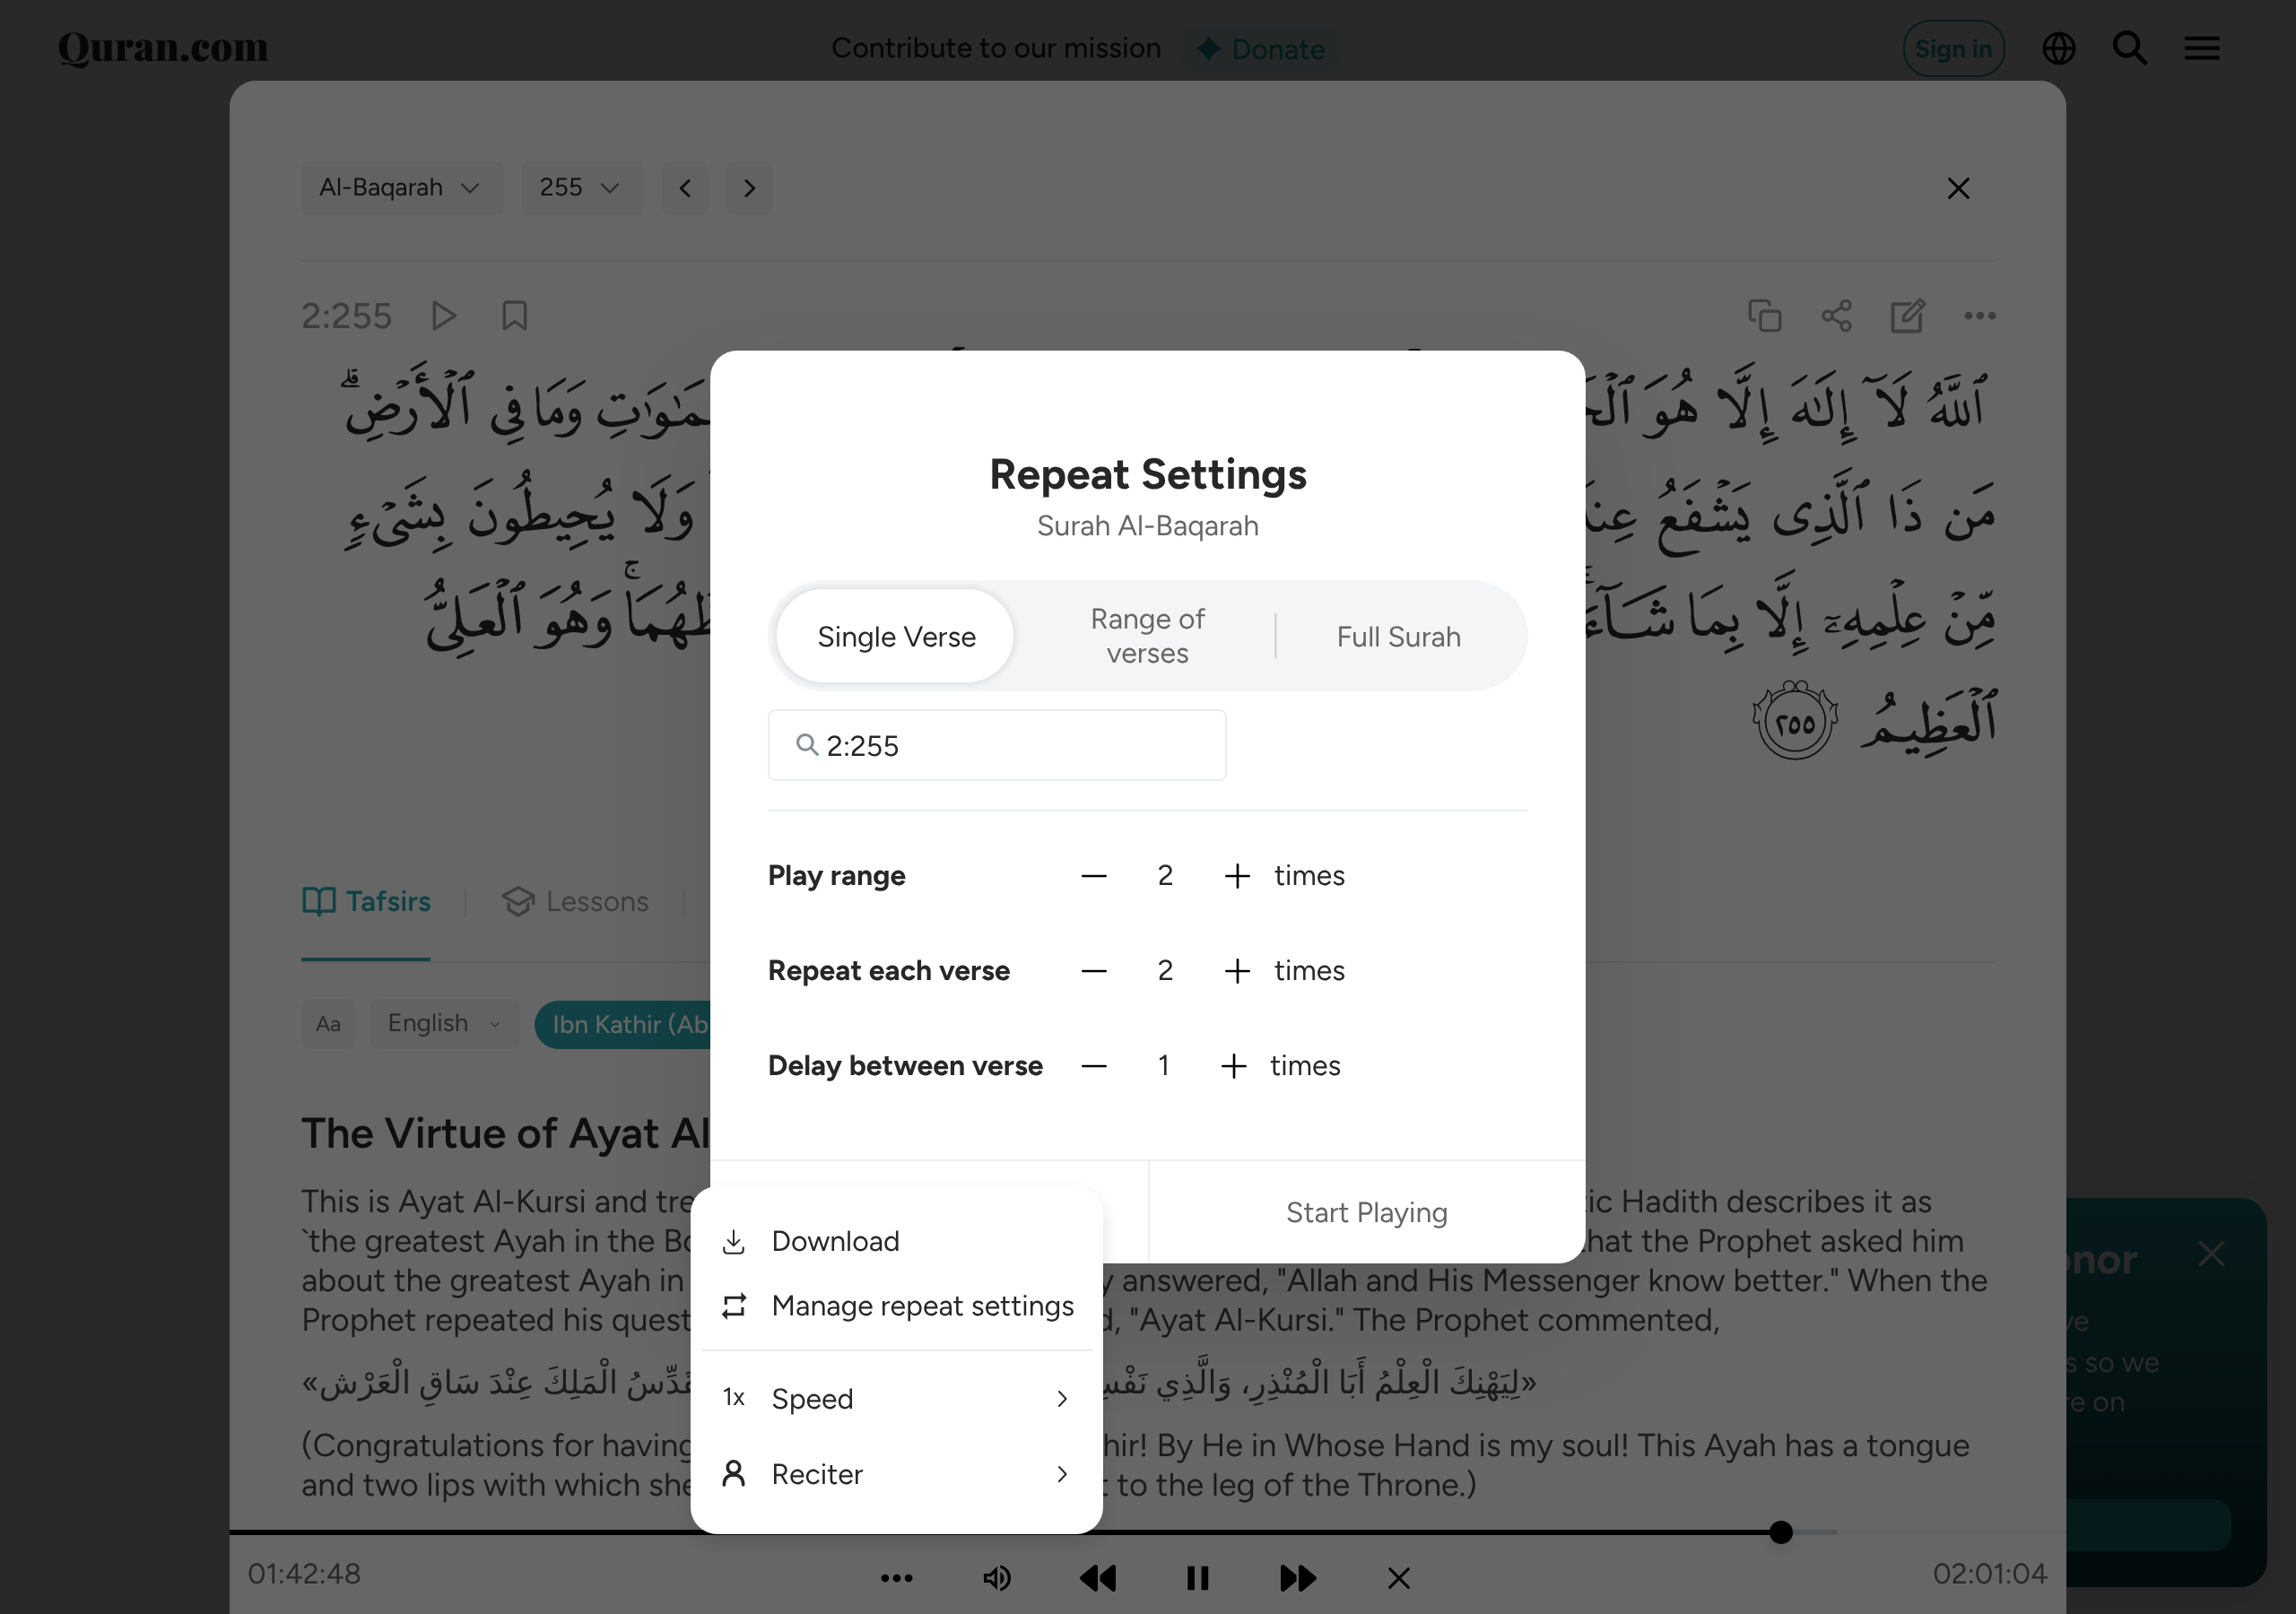 Quran.com
Contribute to our mission
Donate
Sign in
Al-Baqarah
255
2:255
ٱللَّهُ لَآ إِلَـٰهَ إِلَّا هُوَ
وَمَا فِى ٱلْأَرْضِ ۗ
مَن ذَا ٱلَّذِى يَشْفَعُ
وَلَا يُحِيطُونَ بِشَىْءٍ
مِّنْ عِلْمِهِۦٓ إِلَّا بِمَا شَآءَ
وَهُوَ ٱلْعَلِىُّ
ٱلْعَظِيمُ ٢٥٥
Repeat Settings
Surah Al-Baqarah
Single Verse
Range of
verses
Full Surah
2:255
Play range
2
times
Repeat each verse
2
times
Delay between verse
1
times
Start Playing
Tafsirs
Lessons
Aa
English
Ibn Kathir (Ab
The Virtue of Ayat Al
This is Ayat Al-Kursi and
Hadith describes it as
`the greatest Ayah in the
that the Prophet asked him
about the greatest Ayah in
answered, "Allah and His Messenger know better." When the
Prophet repeated his
"Ayat Al-Kursi." The Prophet commented,
«لِيَهْنِكَ الْعِلْمُ أَبَا الْمُنْذِرِ، وَالَّذِي
الْمَلِكَ عِنْدَ سَاقِ الْعَرْش»
(Congratulations for having
By He in Whose Hand is my soul! This Ayah has a tongue
and two lips with which
to the leg of the Throne.)
Download
Manage repeat settings
1x
Speed
Reciter
so we
on
01:42:48
02:01:04